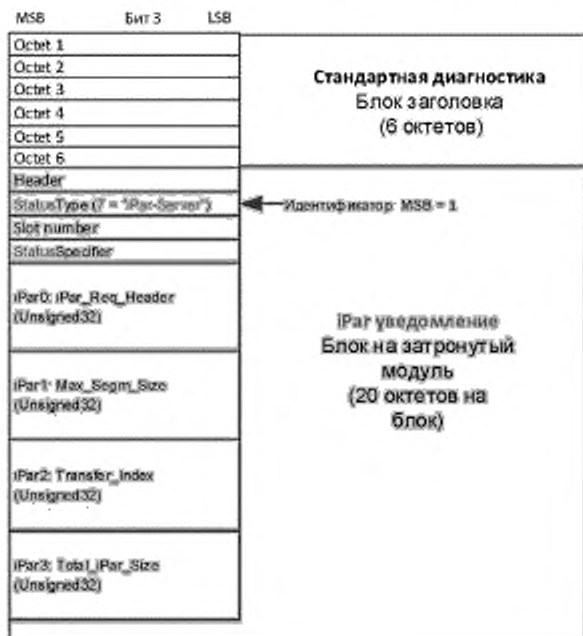 MSB Бит 3 LSB
Octet 1
Octet 2
Octet 3
Octet 4
Octet 5
Octet 6
Стандартная диагностика
Блок заголовка
(6 октетов)
Header
StatusType (7 = "iPar-Server")
Идентификатор: MSB = 1
Slot number
StatusSpecifier
iPar0: iPar_Req_Header
(Unsigned32)
iPar1: Max_Segm_Size
(Unsigned32)
iPar2: Transfer_Index
(Unsigned32)
iPar3: Total_iPar_Size
(Unsigned32)
iPar уведомление
Блок на затронутый
модуль
(20 октетов на
блок)